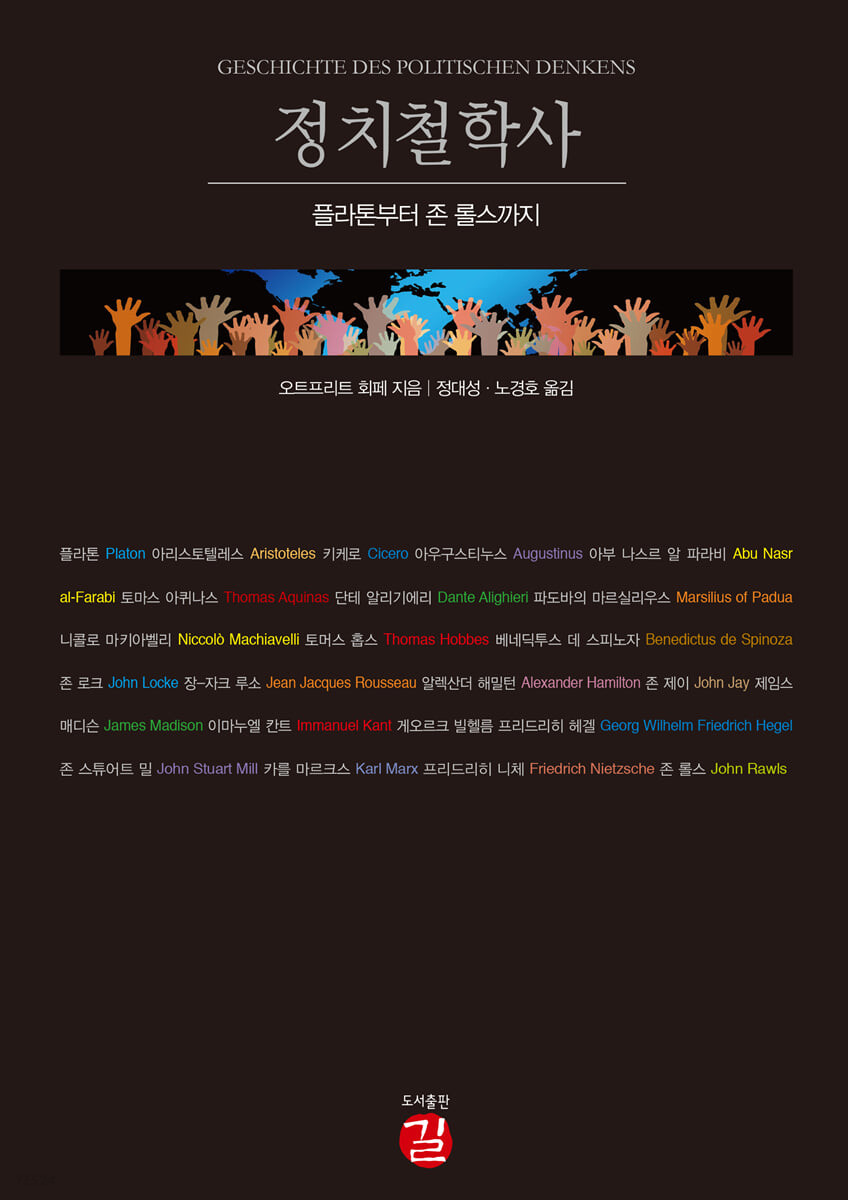 GESCHICHTE DES POLITISCHEN DENKENS
정치철학사
플라톤부터 존 롤스까지
오트프리트 회페 지음 | 정대성 · 노경호 옮김
플라톤 Platon 아리스토텔레스 Aristoteles 키케로 Cicero 아우구스티누스 Augustinus 아부 나스르 알 파라비 Abu Nasr
al-Farabi 토마스 아퀴나스 Thomas Aquinas 단테 알리기에리 Dante Alighieri 파도바의 마르실리우스 Marsilius of Padua
니콜로 마키아벨리 Niccolò Machiavelli 토머스 홉스 Thomas Hobbes 베네딕투스 데 스피노자 Benedictus de Spinoza
존 로크 John Locke 장–자크 루소 Jean Jacques Rousseau 알렉산더 해밀턴 Alexander Hamilton 존 제이 John Jay 제임스
매디슨 James Madison 이마누엘 칸트 Immanuel Kant 게오르크 빌헬름 프리드리히 헤겔 Georg Wilhelm Friedrich Hegel
존 스튜어트 밀 John Stuart Mill 카를 마르크스 Karl Marx 프리드리히 니체 Friedrich Nietzsche 존 롤스 John Rawls
도서출판
길